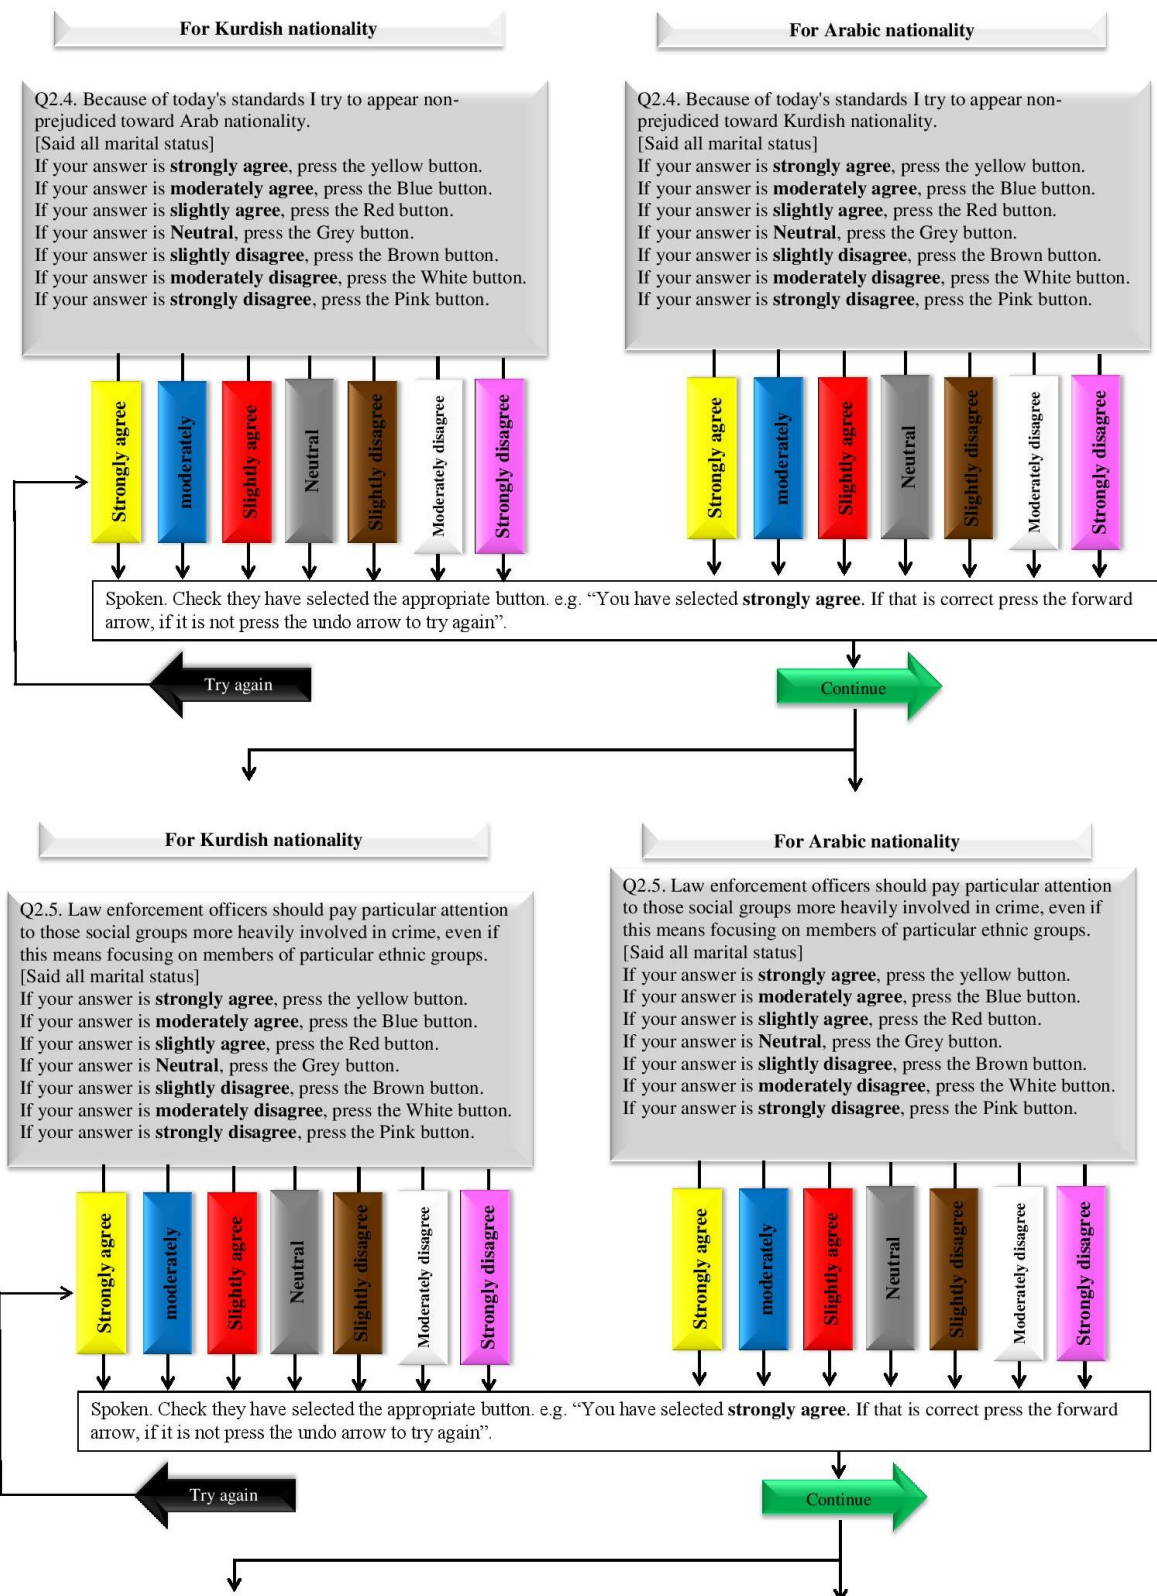 For Kurdish nationality
For Arabic nationality
Q2.4. Because of today's standards I try to appear non-
prejudiced toward Arab nationality.
[Said all marital status]
If your answer is strongly agree, press the yellow button.
If your answer is moderately agree, press the Blue button.
If your answer is slightly agree, press the Red button.
If your answer is Neutral, press the Grey button.
If your answer is slightly disagree, press the Brown button.
If your answer is moderately disagree, press the White button.
If your answer is strongly disagree, press the Pink button.
Q2.4. Because of today's standards I try to appear non-
prejudiced toward Kurdish nationality.
[Said all marital status]
If your answer is strongly agree, press the yellow button.
If your answer is moderately agree, press the Blue button.
If your answer is slightly agree, press the Red button.
If your answer is Neutral, press the Grey button.
If your answer is slightly disagree, press the Brown button.
If your answer is moderately disagree, press the White button.
If your answer is strongly disagree, press the Pink button.
Strongly agree
moderately
Slightly agree
Neutral
Slightly disagree
Moderately disagree
Strongly disagree
Strongly agree
moderately
Slightly agree
Neutral
Slightly disagree
Moderately disagree
Strongly disagree
Spoken. Check they have selected the appropriate button. e.g. “You have selected strongly agree. If that is correct press the forward
arrow, if it is not press the undo arrow to try again”.
Try again
Continue
For Kurdish nationality
For Arabic nationality
Q2.5. Law enforcement officers should pay particular attention
to those social groups more heavily involved in crime, even if
this means focusing on members of particular ethnic groups.
[Said all marital status]
If your answer is strongly agree, press the yellow button.
If your answer is moderately agree, press the Blue button.
If your answer is slightly agree, press the Red button.
If your answer is Neutral, press the Grey button.
If your answer is slightly disagree, press the Brown button.
If your answer is moderately disagree, press the White button.
If your answer is strongly disagree, press the Pink button.
Q2.5. Law enforcement officers should pay particular attention
to those social groups more heavily involved in crime, even if
this means focusing on members of particular ethnic groups.
[Said all marital status]
If your answer is strongly agree, press the yellow button.
If your answer is moderately agree, press the Blue button.
If your answer is slightly agree, press the Red button.
If your answer is Neutral, press the Grey button.
If your answer is slightly disagree, press the Brown button.
If your answer is moderately disagree, press the White button.
If your answer is strongly disagree, press the Pink button.
Strongly agree
moderately
Slightly agree
Neutral
Slightly disagree
Moderately disagree
Strongly disagree
Strongly agree
moderately
Slightly agree
Neutral
Slightly disagree
Moderately disagree
Strongly disagree
Spoken. Check they have selected the appropriate button. e.g. “You have selected strongly agree. If that is correct press the forward
arrow, if it is not press the undo arrow to try again”.
Try again
Continue